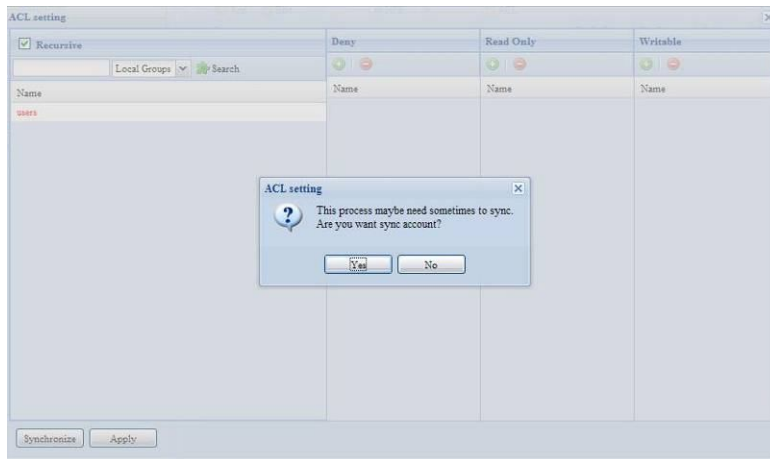 ACL setting
Recursive
Deny
Read Only
Writable
Local Groups
Search
Name
Name
Name
Name
users
ACL setting
This process maybe need sometimes to sync.
Are you want sync account?
Yes
No
Synchronize
Apply